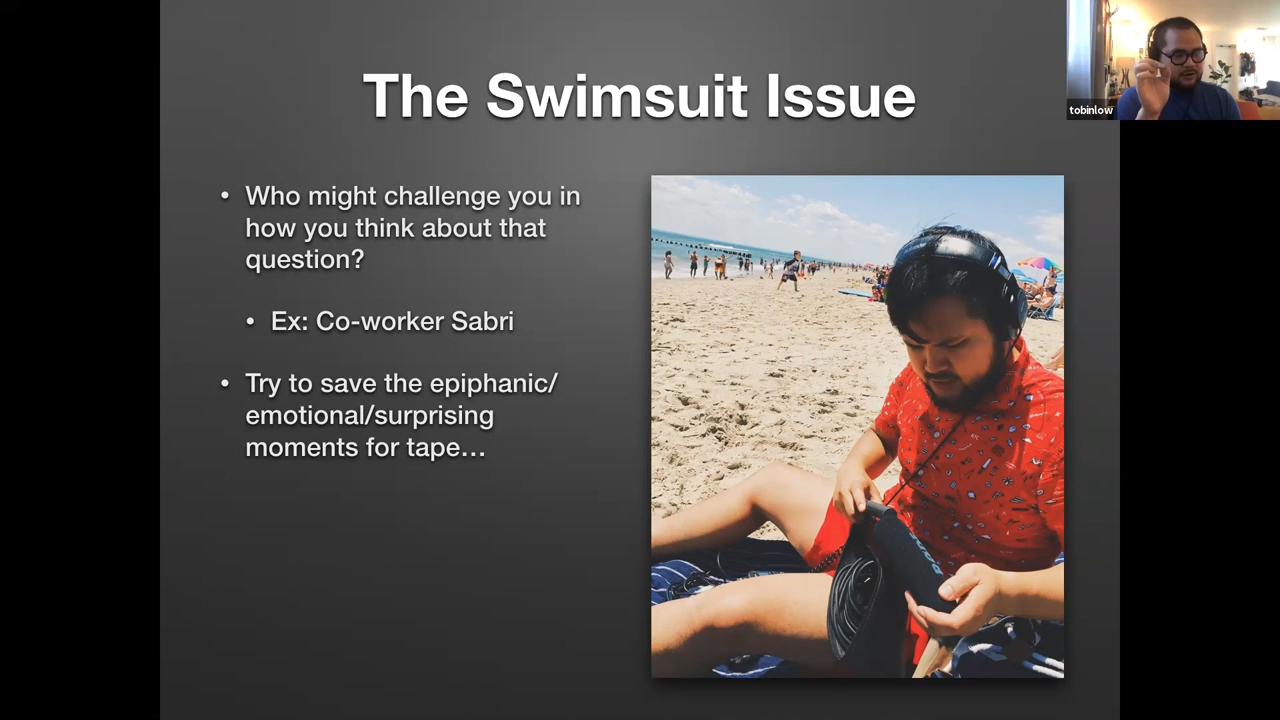 The Swimsuit Issue
tobinlow
• Who might challenge you in
how you think about that
question?
• Ex: Co-worker Sabri
• Try to save the epiphanic/
emotional/surprising
moments for tape…